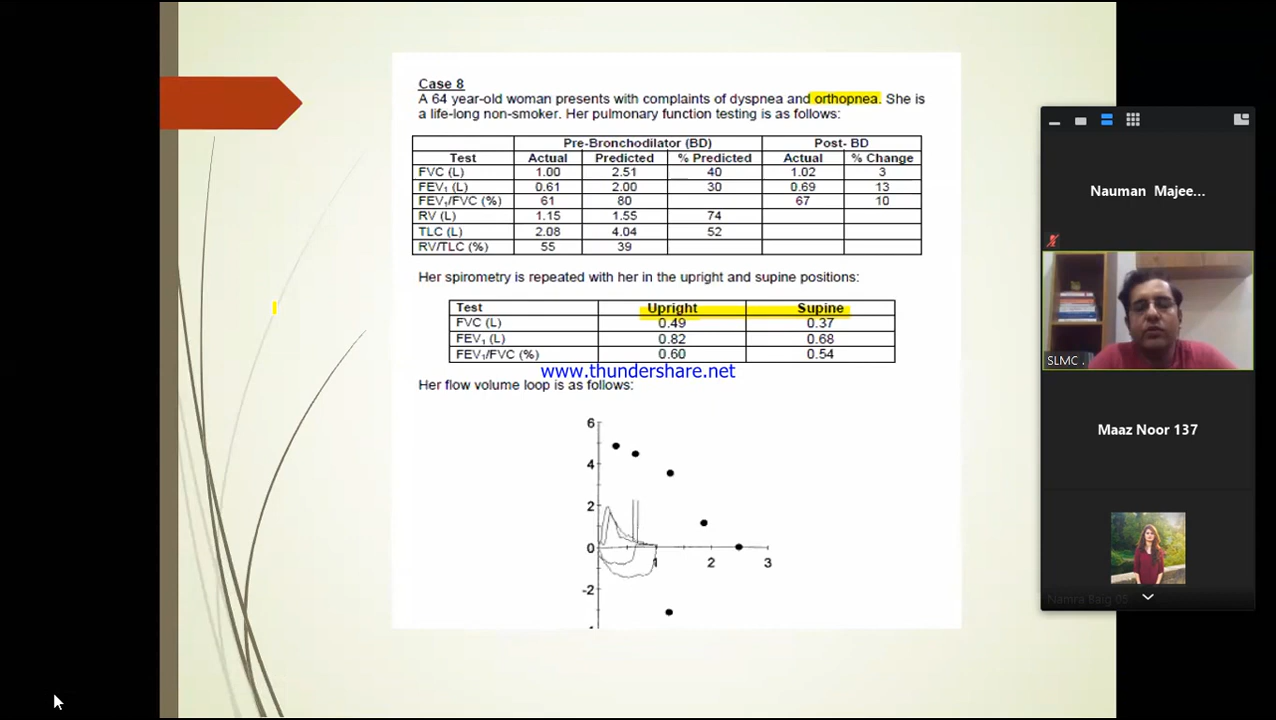 Case 8
A 64 year-old woman presents with complaints of dyspnea and orthopnea. She is
a life-long non-smoker. Her pulmonary function testing is as follows:
Pre-Bronchodilator (BD) Post- BD
Test Actual Predicted % Predicted Actual % Change
FVC (L) 1.00 2.51 40 1.02 3
FEV₁ (L) 0.61 2.00 30 0.69 13
FEV₁/FVC (%) 61 80 67 10
RV (L) 1.15 1.55 74
TLC (L) 2.08 4.04 52
RV/TLC (%) 55 39
Her spirometry is repeated with her in the upright and supine positions:
Test Upright Supine
FVC (L) 0.49 0.37
FEV₁ (L) 0.82 0.68
FEV₁/FVC (%) 0.60 0.54
www.thundershare.net
Her flow volume loop is as follows:
6
4
2
0
1 2 3
-2
Nauman Majee...
SLMC .
Maaz Noor 137
Namra Baig 05